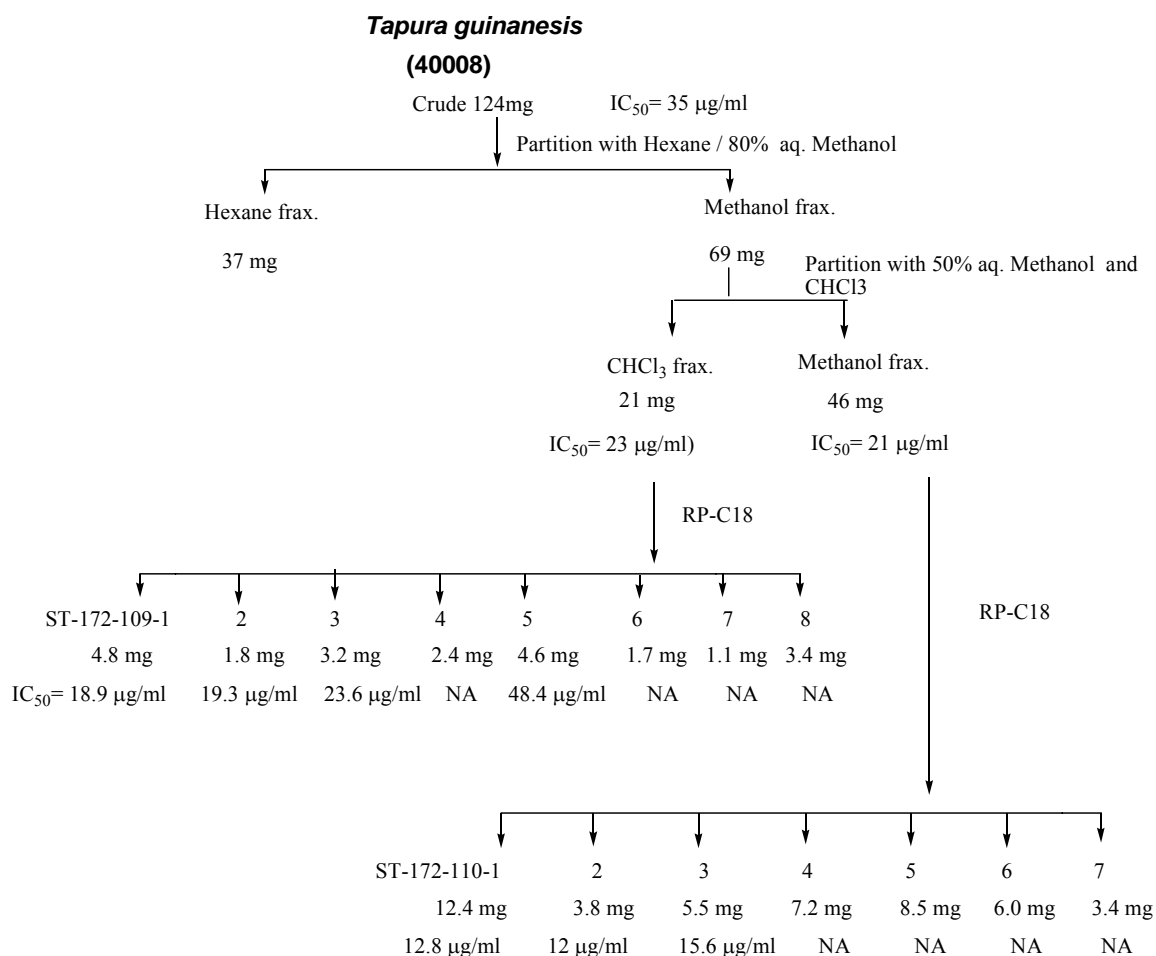 Tapura guinanesis
(40008)
Crude 124mg IC50= 35 μg/ml
Partition with Hexane / 80% aq. Methanol
Hexane frax. Methanol frax.
37 mg 69 mg
Partition with 50% aq. Methanol and
CHCl3
CHCl3 frax. Methanol frax.
21 mg 46 mg
IC50= 23 μg/ml) IC50= 21 μg/ml
RP-C18
RP-C18
ST-172-109-1 2 3 4 5 6 7 8
4.8 mg 1.8 mg 3.2 mg 2.4 mg 4.6 mg 1.7 mg 1.1 mg 3.4 mg
IC50= 18.9 μg/ml 19.3 μg/ml 23.6 μg/ml NA 48.4 μg/ml NA NA NA
ST-172-110-1 2 3 4 5 6 7
12.4 mg 3.8 mg 5.5 mg 7.2 mg 8.5 mg 6.0 mg 3.4 mg
12.8 μg/ml 12 μg/ml 15.6 μg/ml NA NA NA NA